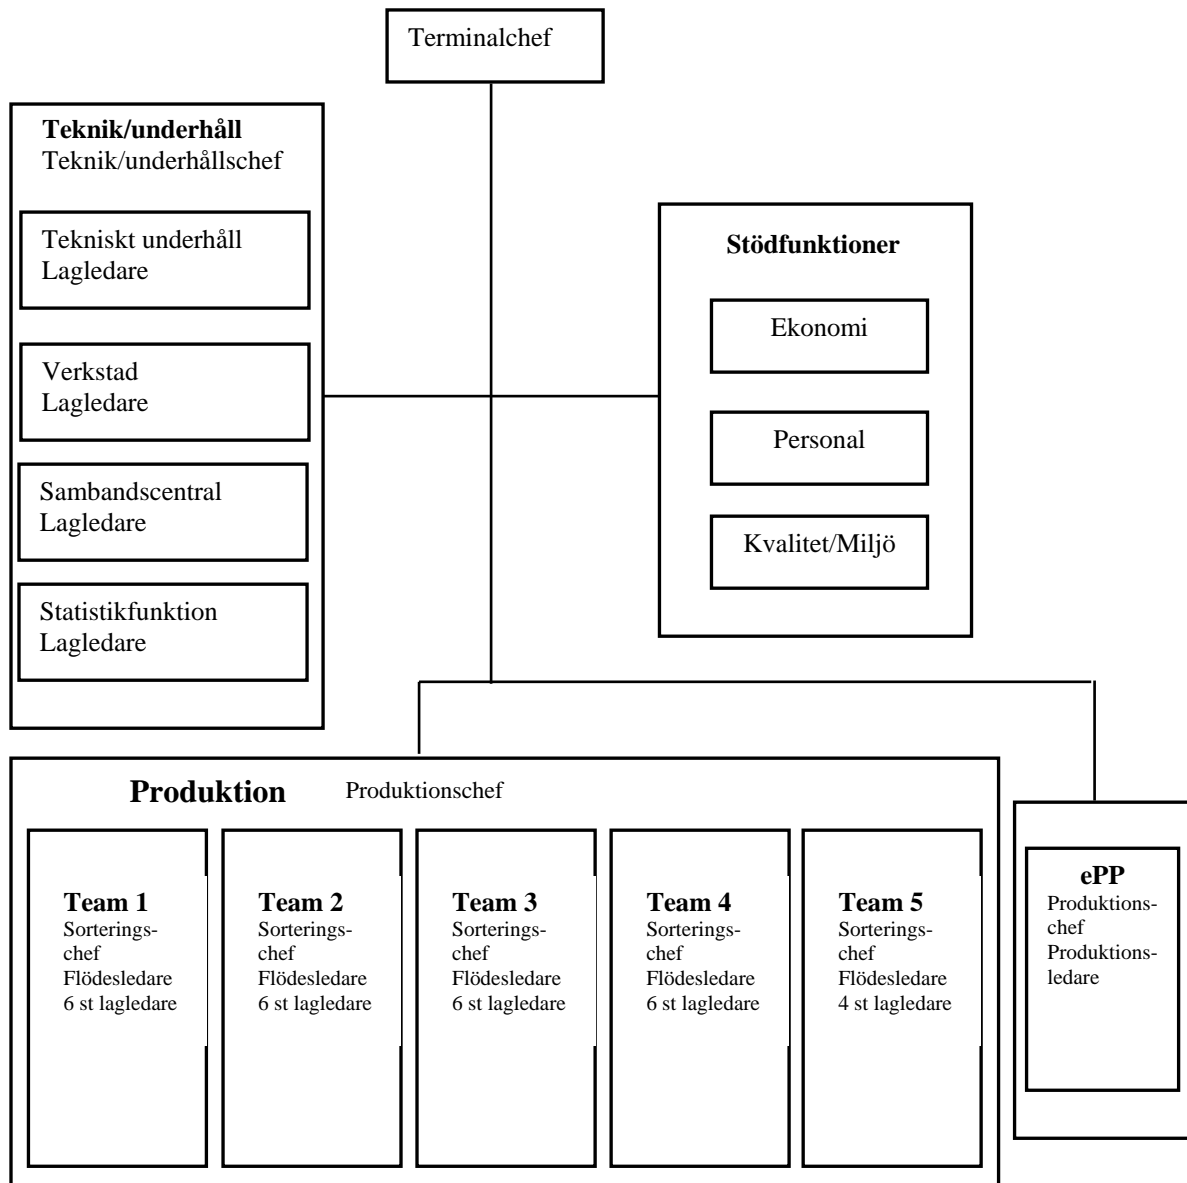 Terminalchef
Teknik/underhåll
Teknik/underhållschef
Tekniskt underhåll
Lagledare
Verkstad
Lagledare
Sambandscentral
Lagledare
Statistikfunktion
Lagledare
Stödfunktioner
Ekonomi
Personal
Kvalitet/Miljö
Produktion Produktionschef
Team 1
Sorterings-
chef
Flödesledare
6 st lagledare
Team 2
Sorterings-
chef
Flödesledare
6 st lagledare
Team 3
Sorterings-
chef
Flödesledare
6 st lagledare
Team 4
Sorterings-
chef
Flödesledare
6 st lagledare
Team 5
Sorterings-
chef
Flödesledare
4 st lagledare
ePP
Produktions-
chef
Produktions-
ledare